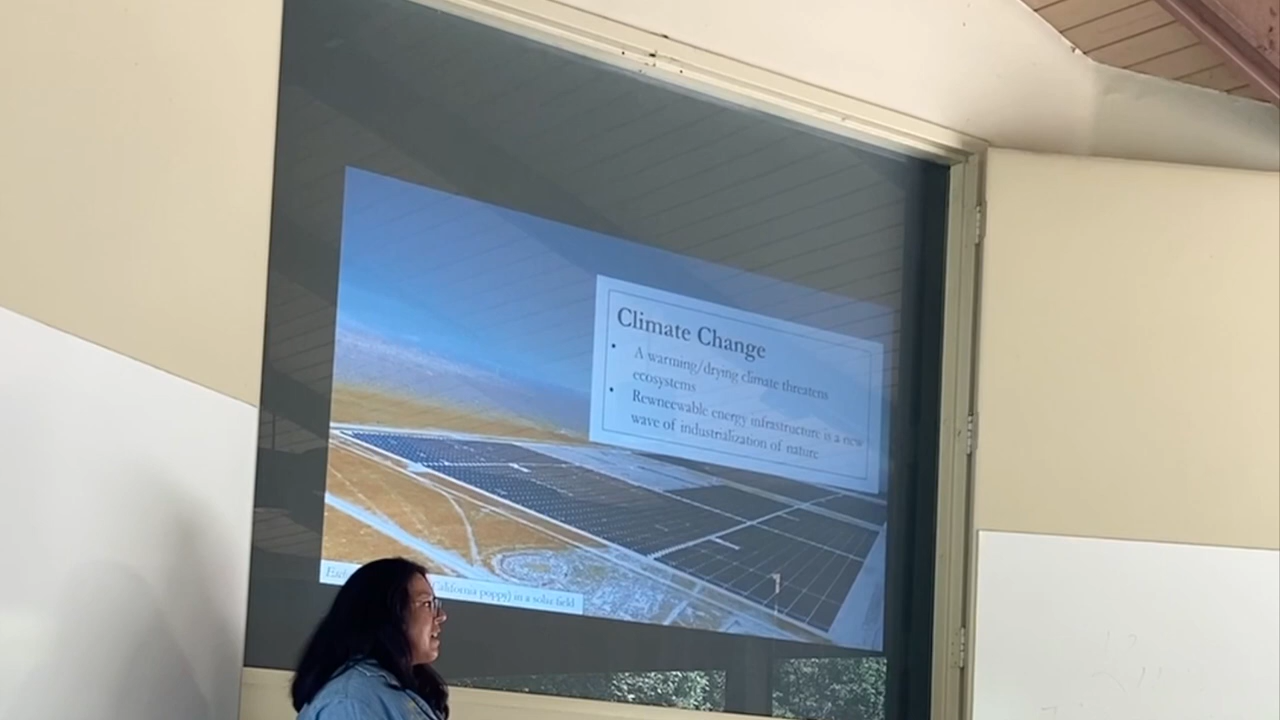 Climate Change
• A warming/drying climate threatens
ecosystems
• Rewneewable energy infrastructure is a new
wave of industrialization of nature
California poppy) in a solar field